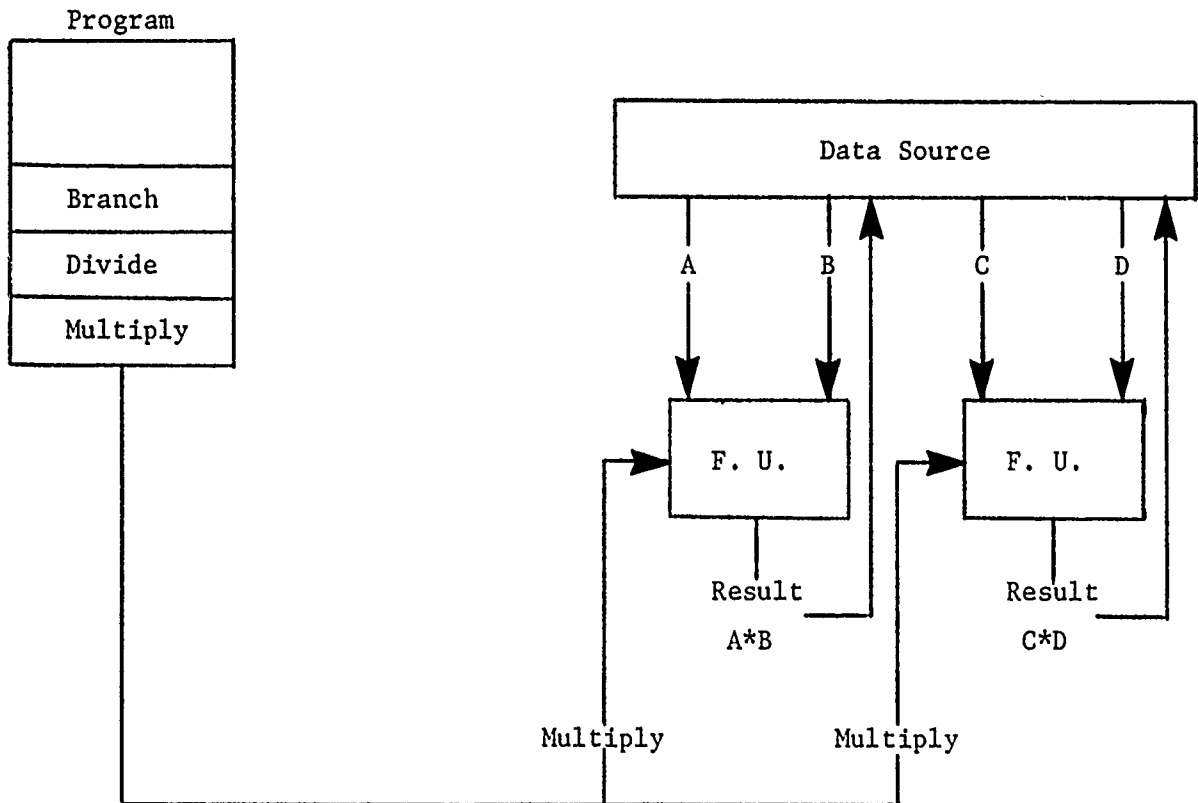 Program
Branch
Divide
Multiply
Data Source
A B C D
F. U. F. U.
Result Result
A*B C*D
Multiply Multiply